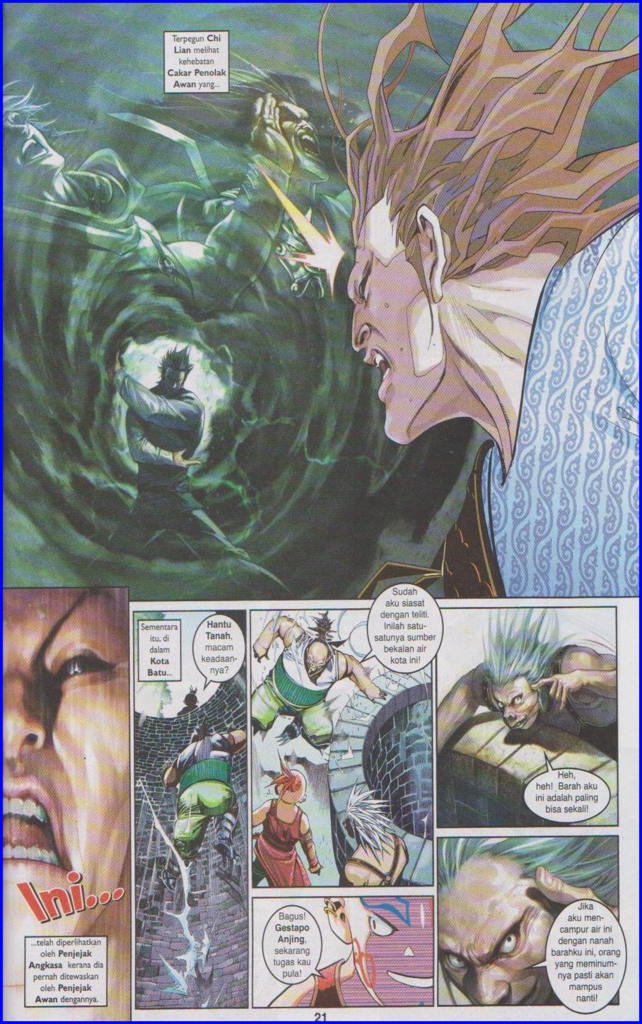 Terpegun Chi
Lian melihat
kehebatan
Cakar Penolak
Awan yang...
Ini...
...telah diperlihatkan
oleh Penjejak
Angkasa kerana dia
pernah ditewaskan
oleh Penjejak
Awan dengannya.
Sementara
itu, di
dalam
Kota
Batu...
Hantu
Tanah,
macam
keadaan-
nya?
Sudah
aku siasat
dengan teliti.
Inilah satu-
satunya sumber
bekalan air
kota ini!
Bagus!
Gestapo
Anjing,
sekarang
tugas kau
pula!
Heh,
heh! Barah aku
ini adalah paling
bisa sekali!
Jika
aku men-
campur air ini
dengan nanah
barahku ini, orang
yang meminum-
nya pasti akan
mampus
nanti!
21